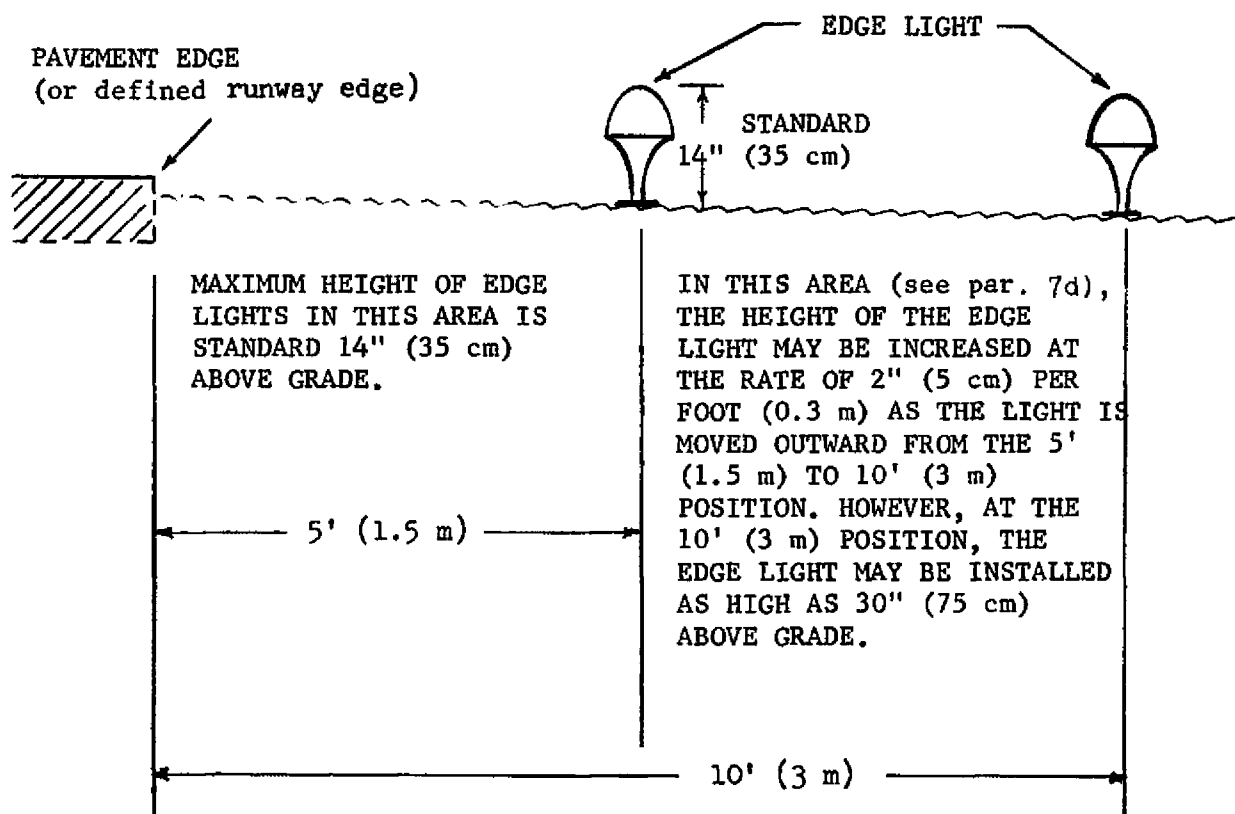 EDGE LIGHT
PAVEMENT EDGE
(or defined runway edge)
STANDARD
14" (35 cm)
MAXIMUM HEIGHT OF EDGE
LIGHTS IN THIS AREA IS
STANDARD 14" (35 cm)
ABOVE GRADE.
IN THIS AREA (see par. 7d),
THE HEIGHT OF THE EDGE
LIGHT MAY BE INCREASED AT
THE RATE OF 2" (5 cm) PER
FOOT (0.3 m) AS THE LIGHT IS
MOVED OUTWARD FROM THE 5'
(1.5 m) TO 10' (3 m)
POSITION. HOWEVER, AT THE
10' (3 m) POSITION, THE
EDGE LIGHT MAY BE INSTALLED
AS HIGH AS 30" (75 cm)
ABOVE GRADE.
5' (1.5 m)
10' (3 m)